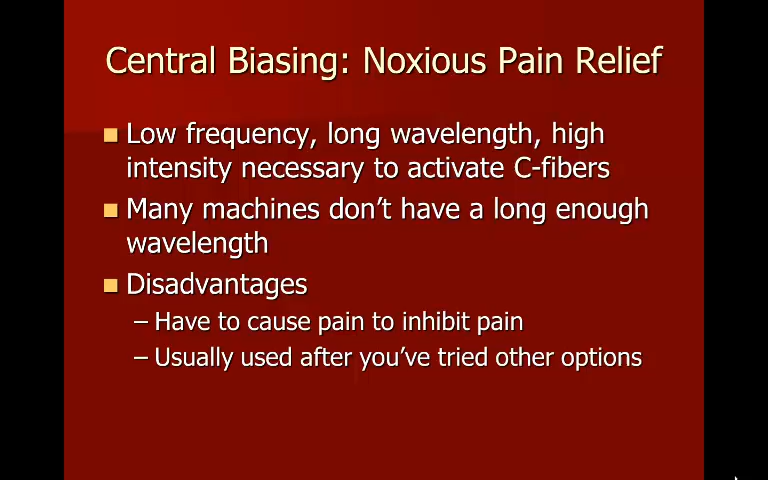 Central Biasing: Noxious Pain Relief
Low frequency, long wavelength, high
intensity necessary to activate C-fibers
Many machines don't have a long enough
wavelength
Disadvantages
– Have to cause pain to inhibit pain
– Usually used after you've tried other options